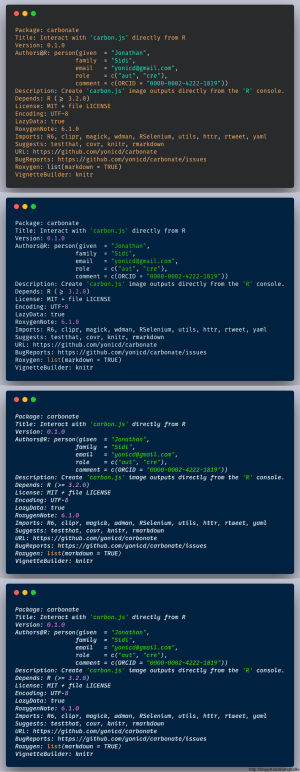 Package: carbonate
Title: Interact with 'carbon.js' directly from R
Version: 0.1.0
Authors@R: person(given = "Jonathan",
family = "Sidi",
email = "yonicd@gmail.com",
role = c("aut", "cre"),
comment = c(ORCID = "0000-0002-4222-1819"))
Description: Create 'carbon.js' image outputs directly from the 'R' console.
Depends: R (≥ 3.2.0)
License: MIT + file LICENSE
Encoding: UTF-8
LazyData: true
RoxygenNote: 6.1.0
Imports: R6, clipr, magick, wdman, RSelenium, utils, httr, rtweet, yaml
Suggests: testthat, covr, knitr, rmarkdown
URL: https://github.com/yonicd/carbonate
BugReports: https://github.com/yonicd/carbonate/issues
Roxygen: list(markdown = TRUE)
VignetteBuilder: knitr
Package: carbonate
Title: Interact with 'carbon.js' directly from R
Version: 0.1.0
Authors@R: person(given = "Jonathan",
family = "Sidi",
email = "yonicd@gmail.com",
role = c("aut", "cre"),
comment = c(ORCID = "0000-0002-4222-1819"))
Description: Create 'carbon.js' image outputs directly from the 'R' console.
Depends: R (≥ 3.2.0)
License: MIT + file LICENSE
Encoding: UTF-8
LazyData: true
RoxygenNote: 6.1.0
Imports: R6, clipr, magick, wdman, RSelenium, utils, httr, rtweet, yaml
Suggests: testthat, covr, knitr, rmarkdown
URL: https://github.com/yonicd/carbonate
BugReports: https://github.com/yonicd/carbonate/issues
Roxygen: list(markdown = TRUE)
VignetteBuilder: knitr
Package: carbonate
Title: Interact with 'carbon.js' directly from R
Version: 0.1.0
Authors@R: person(given = "Jonathan",
family = "Sidi",
email = "yonicd@gmail.com",
role = c("aut", "cre"),
comment = c(ORCID = "0000-0002-4222-1819"))
Description: Create 'carbon.js' image outputs directly from the 'R' console.
Depends: R (>= 3.2.0)
License: MIT + file LICENSE
Encoding: UTF-8
LazyData: true
RoxygenNote: 6.1.0
Imports: R6, clipr, magick, wdman, RSelenium, utils, httr, rtweet, yaml
Suggests: testthat, covr, knitr, rmarkdown
URL: https://github.com/yonicd/carbonate
BugReports: https://github.com/yonicd/carbonate/issues
Roxygen: list(markdown = TRUE)
VignetteBuilder: knitr
Package: carbonate
Title: Interact with 'carbon.js' directly from R
Version: 0.1.0
Authors@R: person(given = "Jonathan",
family = "Sidi",
email = "yonicd@gmail.com",
role = c("aut", "cre"),
comment = c(ORCID = "0000-0002-4222-1819"))
Description: Create 'carbon.js' image outputs directly from the 'R' console.
Depends: R (>= 3.2.0)
License: MIT + file LICENSE
Encoding: UTF-8
LazyData: true
RoxygenNote: 6.1.0
Imports: R6, clipr, magick, wdman, RSelenium, utils, httr, rtweet, yaml
Suggests: testthat, covr, knitr, rmarkdown
URL: https://github.com/yonicd/carbonate
BugReports: https://github.com/yonicd/carbonate/issues
Roxygen: list(markdown = TRUE)
VignetteBuilder: knitr